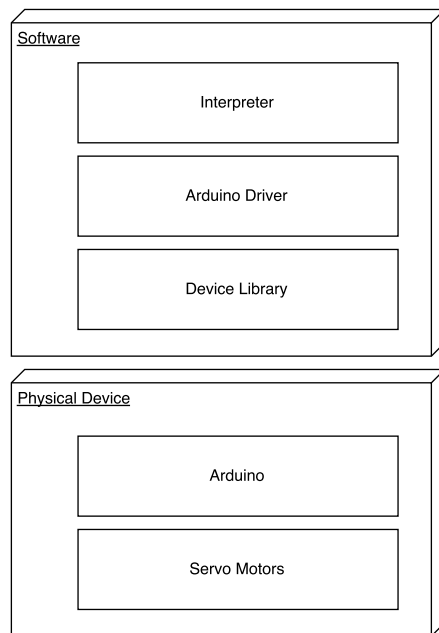 Software
Interpreter
Arduino Driver
Device Library
Physical Device
Arduino
Servo Motors